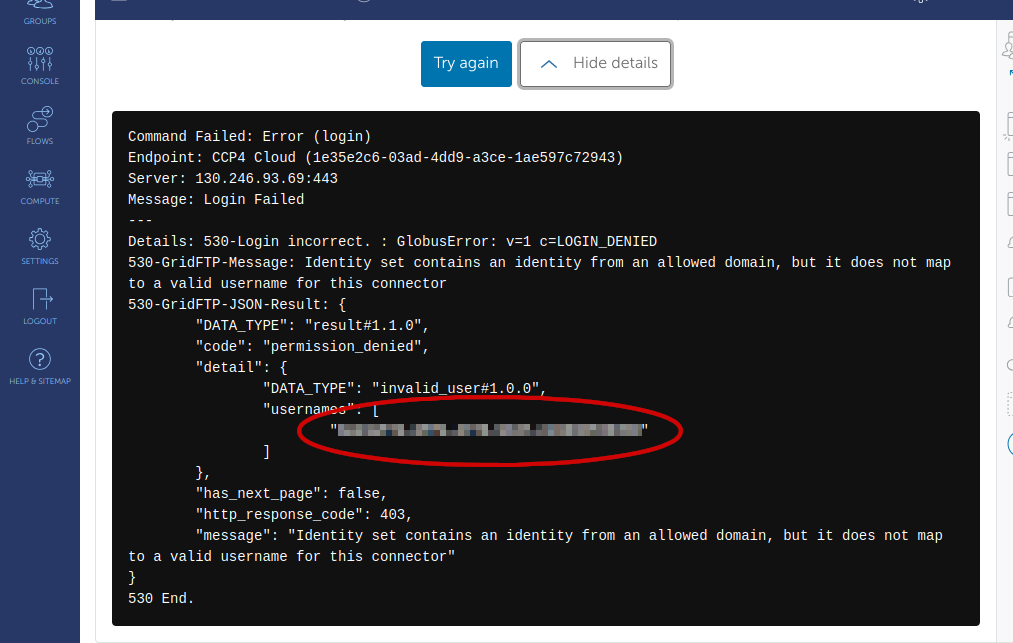 GROUPS
CONSOLE
FLOWS
COMPUTE
SETTINGS
LOGOUT
HELP & SITEMAP
Try again
Hide details
Command Failed: Error (login)
Endpoint: CCP4 Cloud (1e35e2c6-03ad-4dd9-a3ce-1ae597c72943)
Server: 130.246.93.69:443
Message: Login Failed
---
Details: 530-Login incorrect. : GlobusError: v=1 c=LOGIN_DENIED
530-GridFTP-Message: Identity set contains an identity from an allowed domain, but it does not map
to a valid username for this connector
530-GridFTP-JSON-Result: {
"DATA_TYPE": "result#1.1.0",
"code": "permission_denied",
"detail": {
"DATA_TYPE": "invalid_user#1.0.0",
"usernames": [
" "
]
},
"has_next_page": false,
"http_response_code": 403,
"message": "Identity set contains an identity from an allowed domain, but it does not map
to a valid username for this connector"
}
530 End.